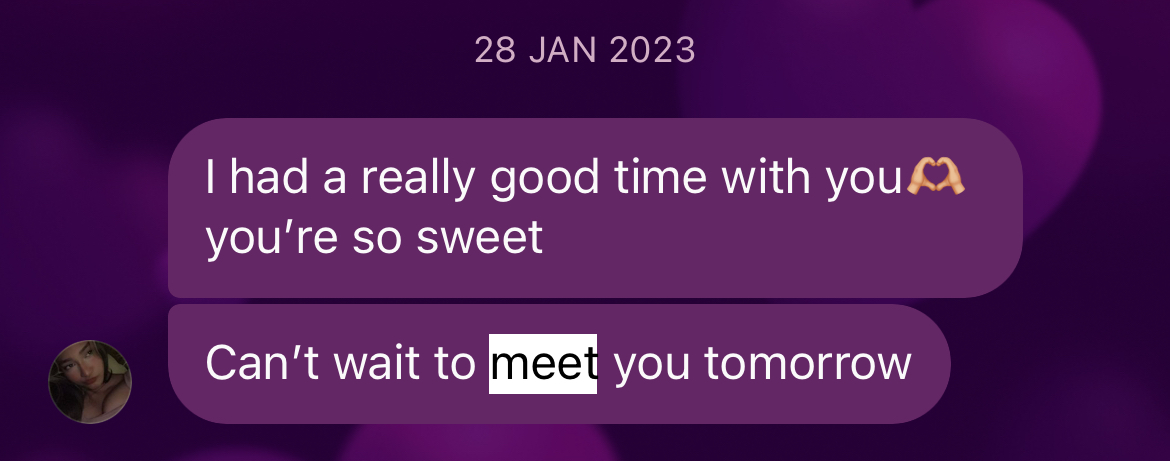 28 JAN 2023
I had a really good time with you🫶🏼
you’re so sweet
Can’t wait to meet you tomorrow